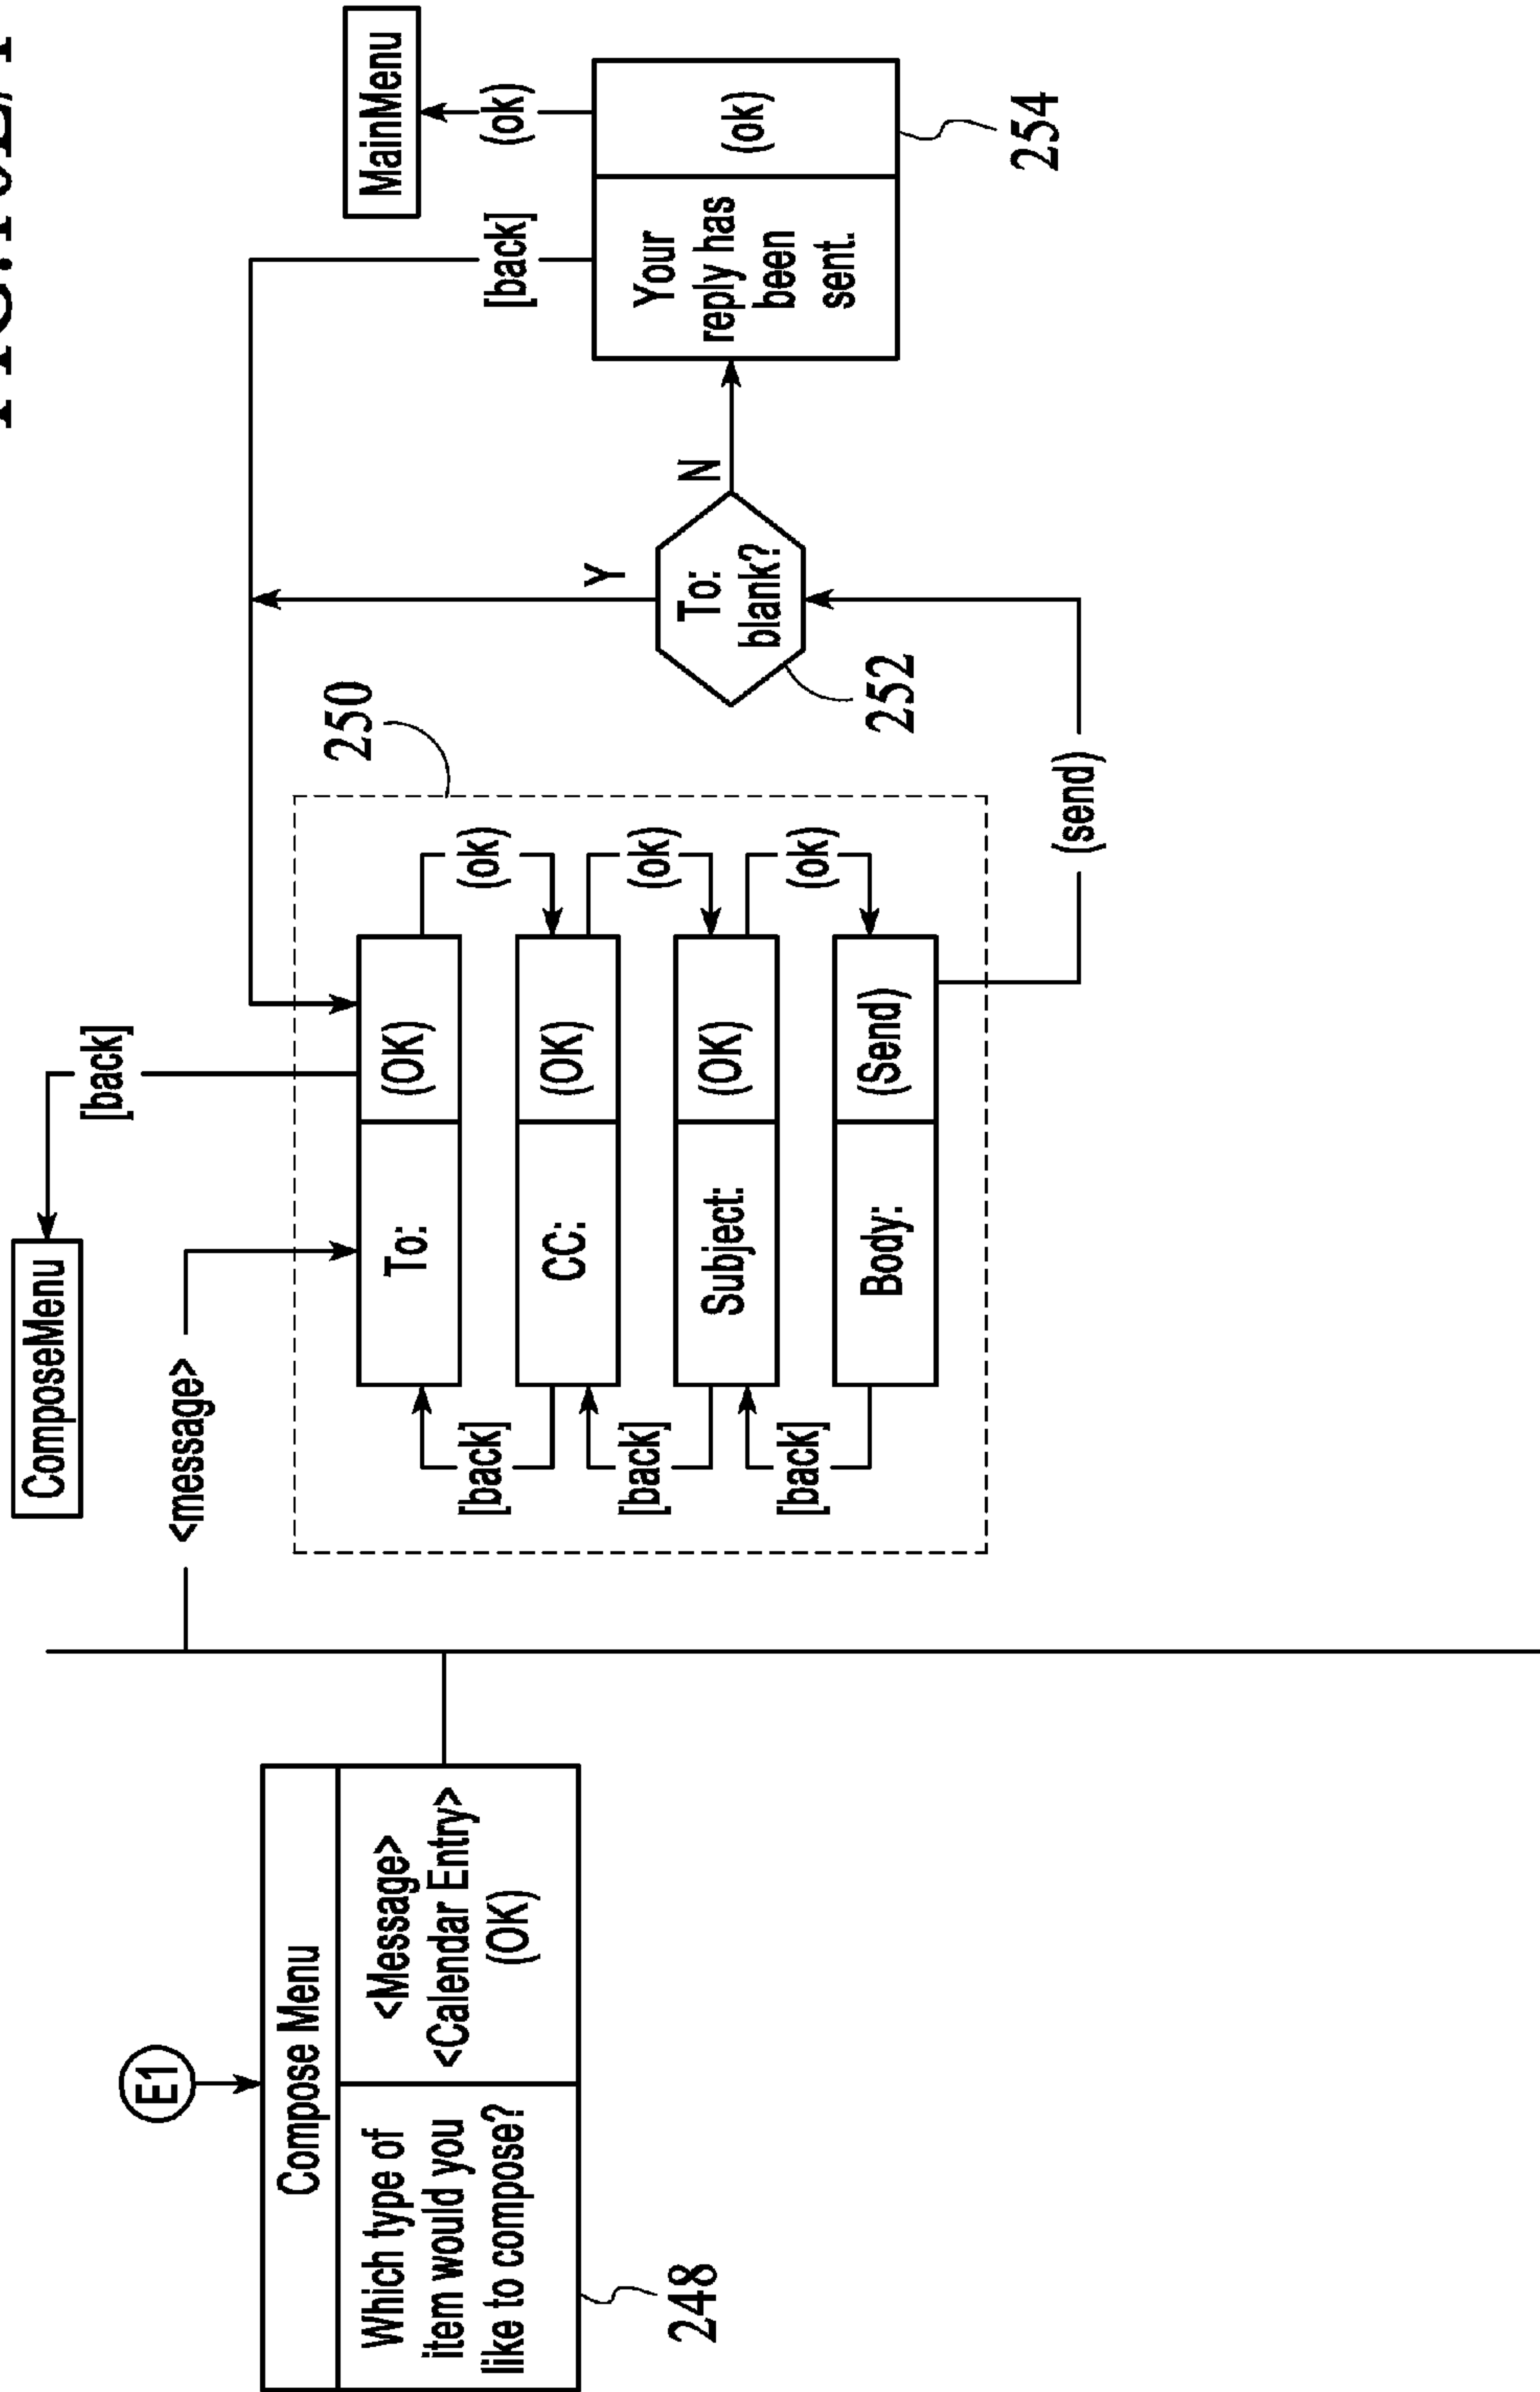 E1
Compose Menu
Which type of
item would you
like to compose?
<Message>
<Calendar Entry>
(OK)
248
<message>
ComposeMenu
[back]
250
To:
(OK)
[back]
(ok)
CC:
(OK)
[back]
(ok)
Subject:
(OK)
[back]
(ok)
Body:
(Send)
(send)
To:
blank?
Y
N
252
[back]
(ok)
MainMenu
Your
reply has
been
sent.
(ok)
254